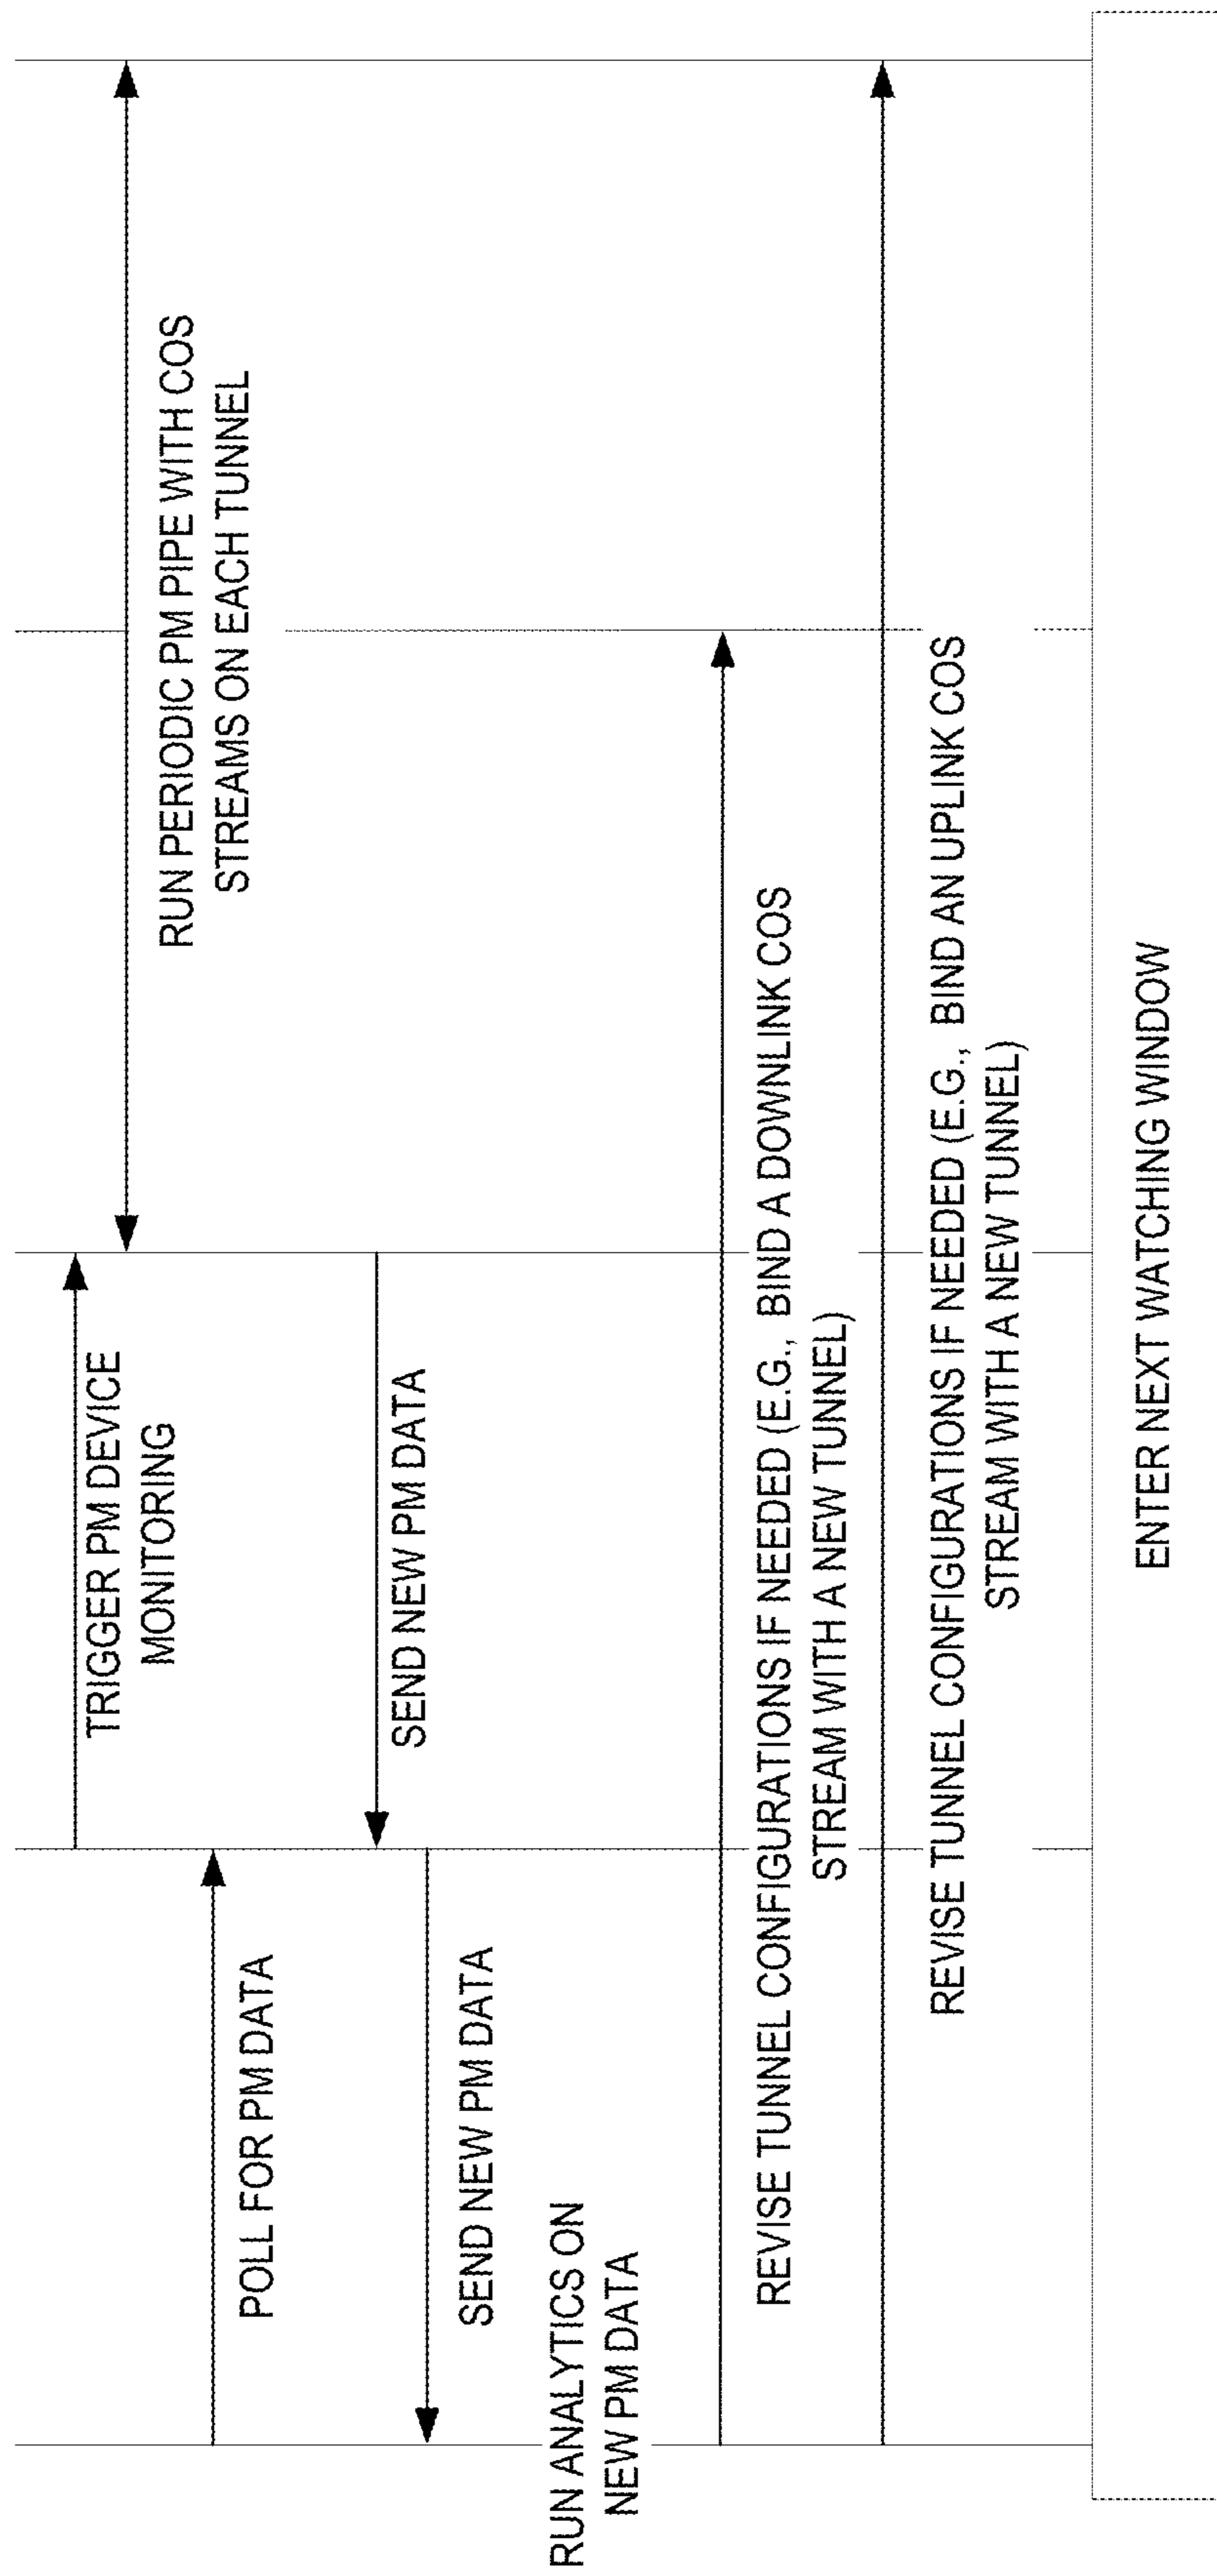 TRIGGER PM DEVICE
MONITORING
RUN PERIODIC PM PIPE WITH COS
STREAMS ON EACH TUNNEL
POLL FOR PM DATA
SEND NEW PM DATA
SEND NEW PM DATA
RUN ANALYTICS ON
NEW PM DATA
REVISE TUNNEL CONFIGURATIONS IF NEEDED (E.G., BIND A DOWNLINK COS
STREAM WITH A NEW TUNNEL)
REVISE TUNNEL CONFIGURATIONS IF NEEDED (E.G., BIND AN UPLINK COS
STREAM WITH A NEW TUNNEL)
ENTER NEXT WATCHING WINDOW